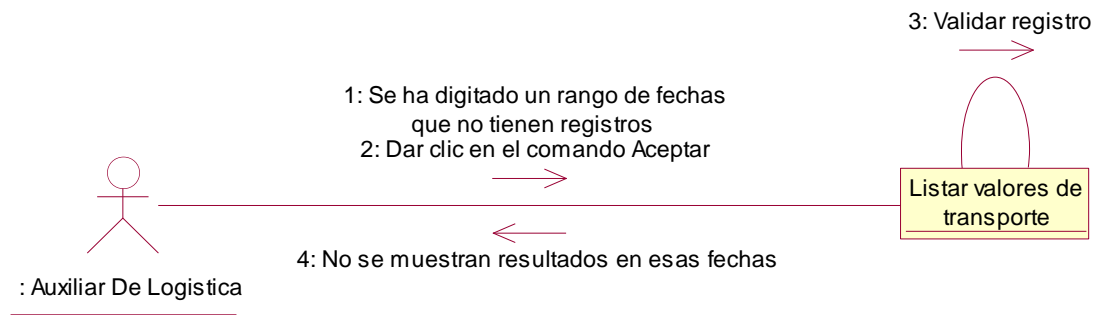 3: Validar registro
1: Se ha digitado un rango de fechas
que no tienen registros
2: Dar clic en el comando Aceptar
Listar valores de
transporte
4: No se muestran resultados en esas fechas
: Auxiliar De Logistica